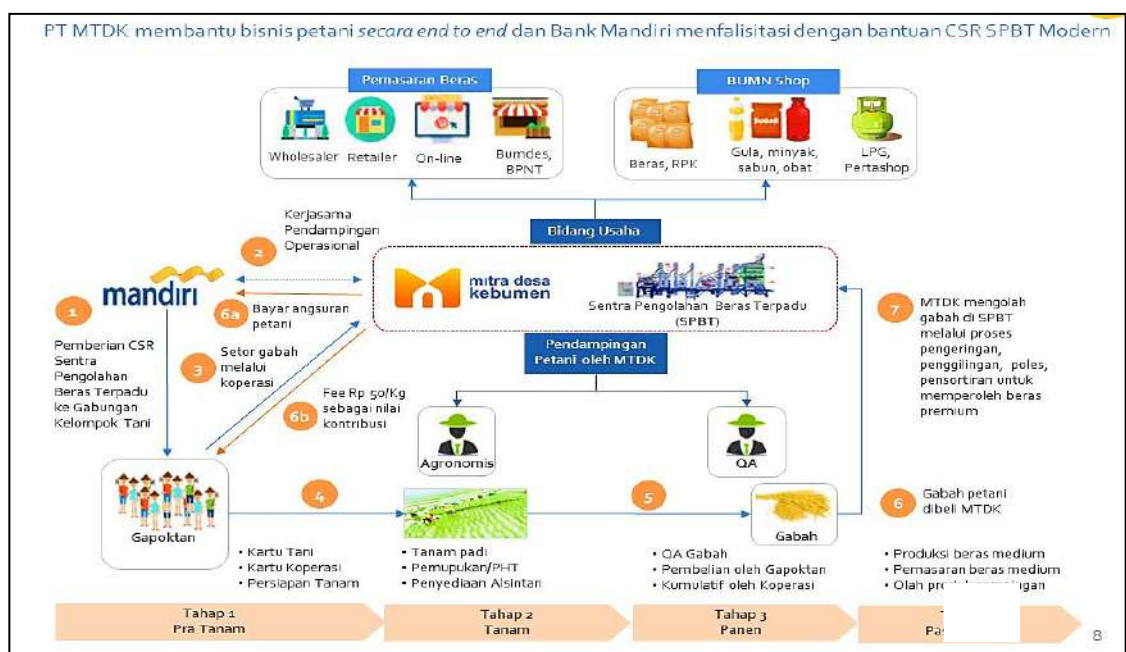 PT MTDK membantu bisnis petani secara end to end dan Bank Mandiri menfalisitasi dengan bantuan CSR SPBT Modern
Pemasaran Beras
Wholesaler
Retailer
On-line
Bumdes,
BPNT
BUMN Shop
Beras, RPK
SUGAR
Gula, minyak,
sabun, obat
LPG,
Pertashop
Bidang Usaha
2
Kerjasama
Pendampingan
Operasional
mandiri
mitra desa
kebumen
Sentra Pengolahan Beras Terpadu
(SPBT)
1
Pemberian CSR
Sentra
Pengolahan
Beras Terpadu
ke Gabungan
Kelompok Tani
6a
Bayar angsuran
petani
3
Setor gabah
melalui
koperasi
6b
Fee Rp 50/Kg
sebagai nilai
kontribusi
Pendampingan
Petani oleh MTDK
Agronomis
QA
7
MTDK mengolah
gabah di SPBT
melalui proses
pengeringan,
penggilingan, poles,
pensortiran untuk
memperoleh beras
premium
Gapoktan
4
5
Gabah
6
Gabah petani
dibeli MTDK
• Kartu Tani
• Kartu Koperasi
• Persiapan Tanam
• Tanam padi
• Pemupukan/PHT
• Penyediaan Alsintan
• QA Gabah
• Pembelian oleh Gapoktan
• Kumulatif oleh Koperasi
• Produksi beras medium
• Pemasaran beras medium
• Olah
Tahap 1
Pra Tanam
Tahap 2
Tanam
Tahap 3
Panen
8